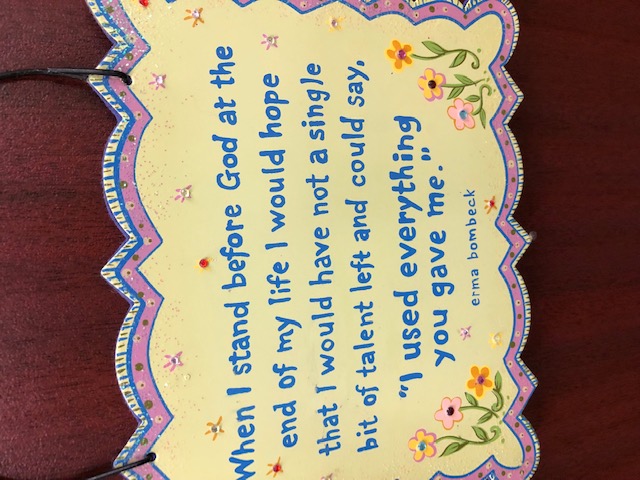 When I stand before God at the
end of my life I would hope
that I would have not a single
bit of talent left and could say,
"I used everything
you gave me."
erma bombeck